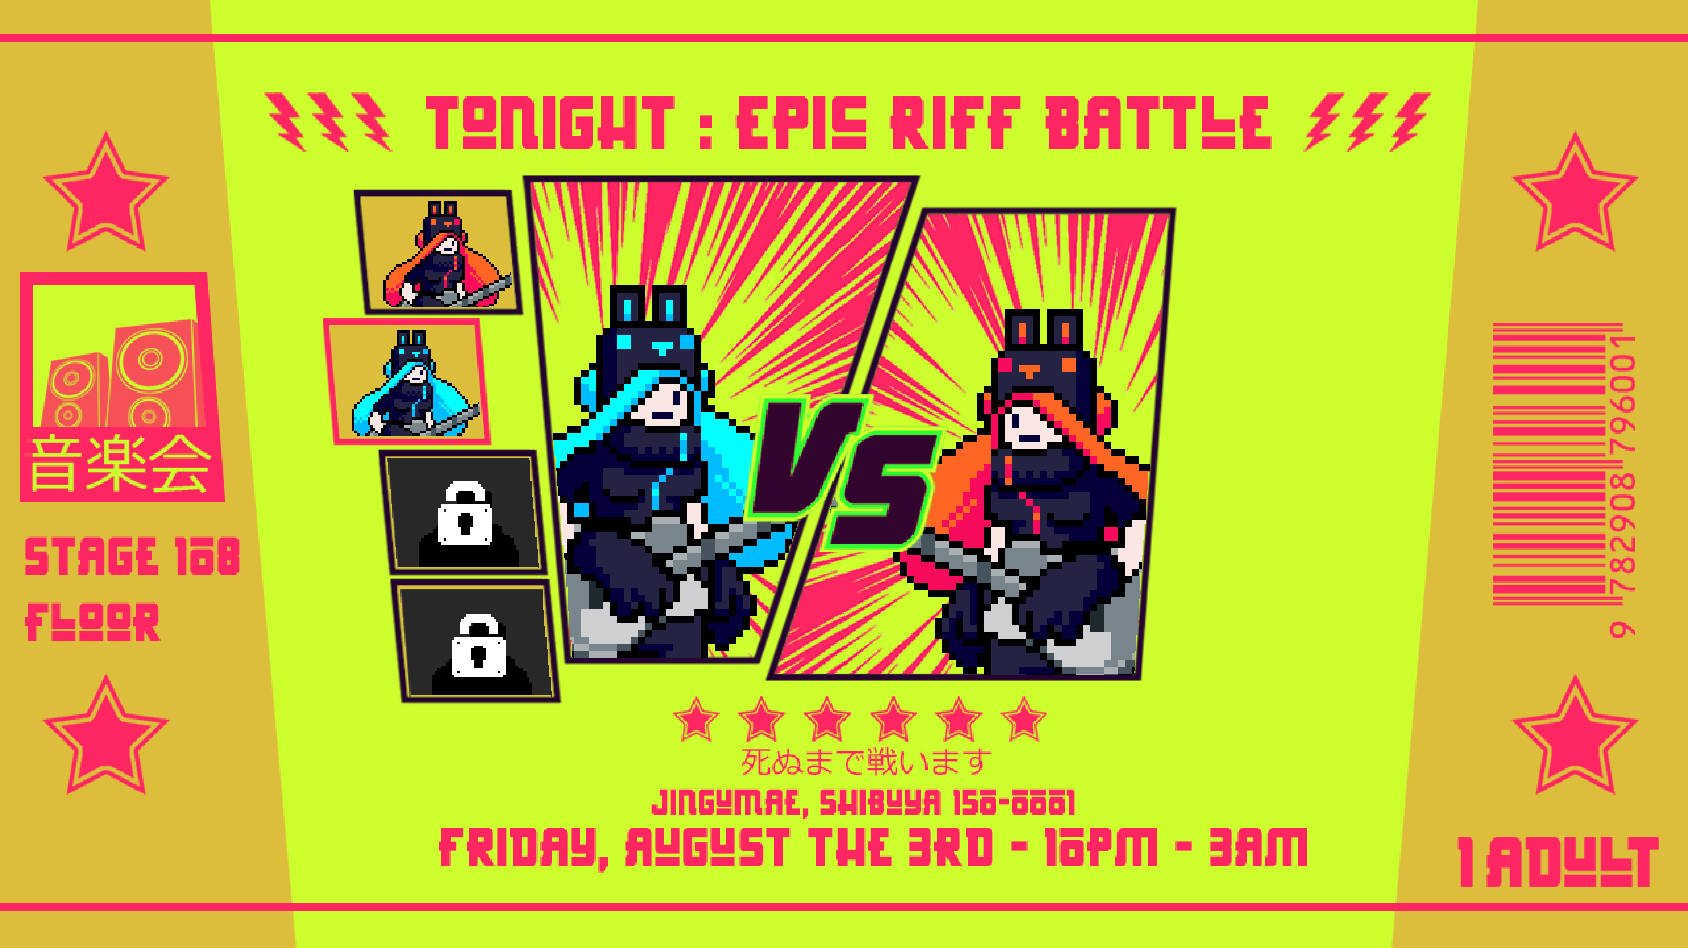 TONIGHT : EPIC RIFF BATTLE
VS
音楽会
STAGE 108
FLOOR
死ぬまで戦います
JINGUMAE, SHIBUYA 150-0001
FRIDAY, AUGUST THE 3RD - 10PM - 3AM
9 782908 796001
1 ADULT